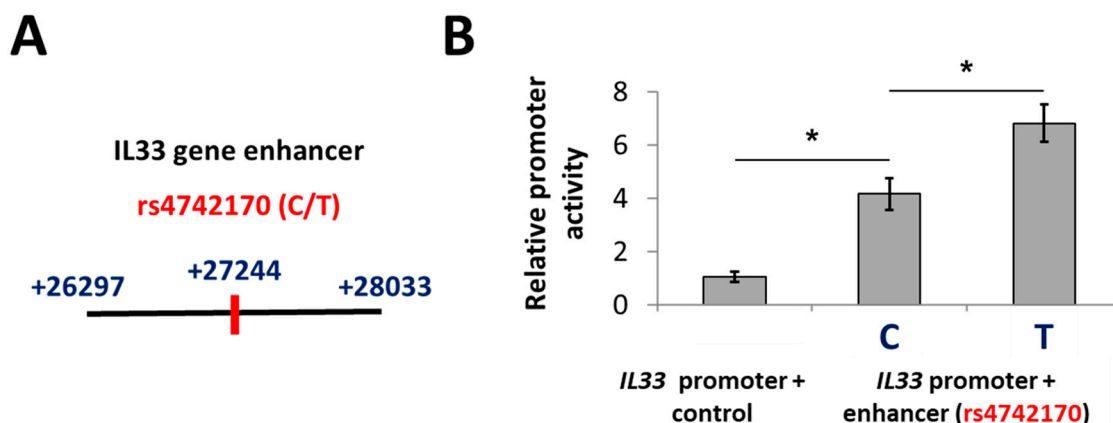 A
IL33 gene enhancer
rs4742170 (C/T)
+26297
+27244
+28033
B
Relative promoter
activity
8
6
4
2
0
*
*
C
T
IL33 promoter +
control
IL33 promoter +
enhancer (rs4742170)